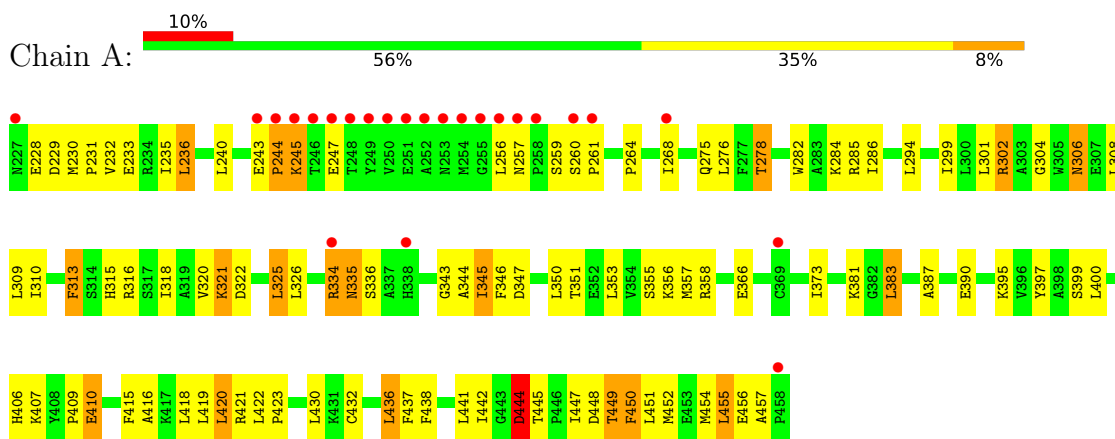 10%
Chain A:
56% 35% 8%
N227 E228 D229 M230 P231 V232 E233 R234 I235 L236 L240 E243 P244 K245 T246 E247 T248 Y249 V250 E251 A252 N253 M254 G255 L256 N257 P258 S259 S260 P261 P264 I268 Q275 L276 F277 T278 W282 A283 K284 R285 I286 L294 I299 L300 L301 R302 A303 G304 W305 N306 E307 L308
L309 I310 F313 S314 H315 R316 S317 I318 A319 V320 K321 D322 L325 L326 R334 N335 S336 A337 H338 G343 A344 I345 F346 D347 L350 T351 E352 L353 V354 S355 K356 M357 R358 E366 C369 I373 K381 G382 L383 A387 E390 K395 V396 Y397 A398 S399 L400
H406 K407 Y408 P409 E410 F415 A416 K417 L418 L419 L420 R421 L422 P423 L430 K431 C432 L436 F437 F438 L441 I442 G443 D444 T445 P446 I447 D448 T449 F450 L451 M452 E453 M454 L455 E456 A457 P458